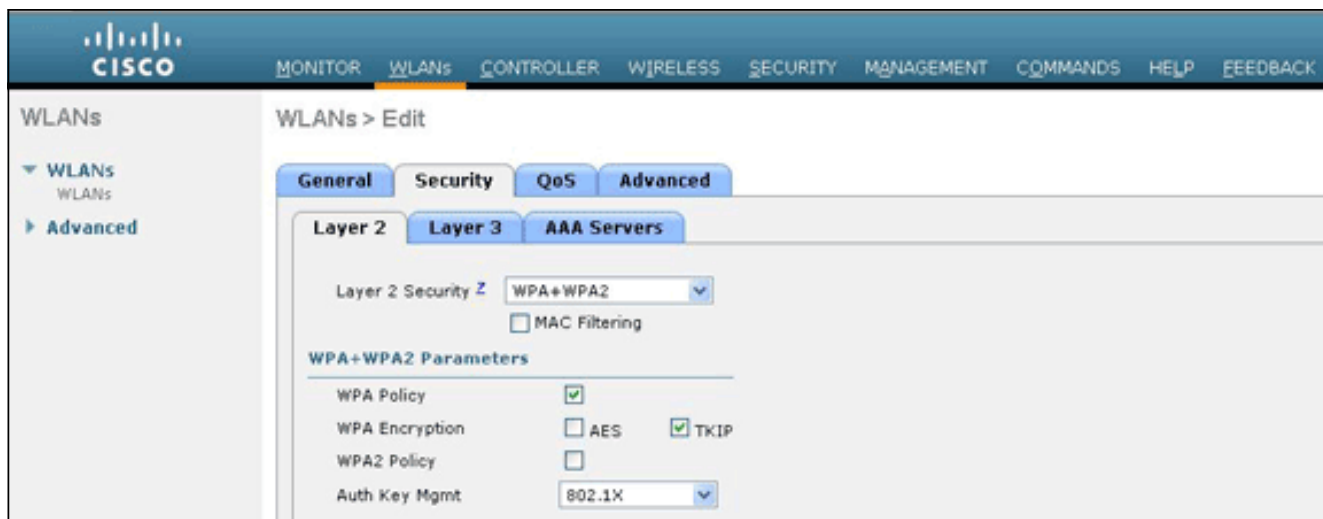 CISCO
MONITOR WLANs CONTROLLER WIRELESS SECURITY MANAGEMENT COMMANDS HELP FEEDBACK
WLANs
WLANs
WLANs
Advanced
WLANs > Edit
General Security QoS Advanced
Layer 2 Layer 3 AAA Servers
Layer 2 Security Z WPA+WPA2
MAC Filtering
WPA+WPA2 Parameters
WPA Policy
WPA Encryption AES TKIP
WPA2 Policy
Auth Key Mgmt 802.1X